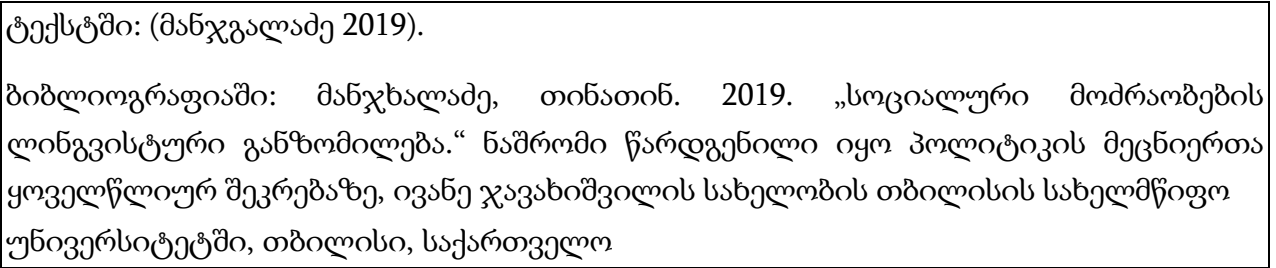 ტექსტში: (მანჯგალაძე 2019).
ბიბლიოგრაფიაში: მანჯხალაძე, თინათინ. 2019. „სოციალური მოძრაობების
ლინგვისტური განზომილება.“ ნაშრომი წარდგენილი იყო პოლიტიკის მეცნიერთა
ყოველწლიურ შეკრებაზე, ივანე ჯავახიშვილის სახელობის თბილისის სახელმწიფო
უნივერსიტეტში, თბილისი, საქართველო